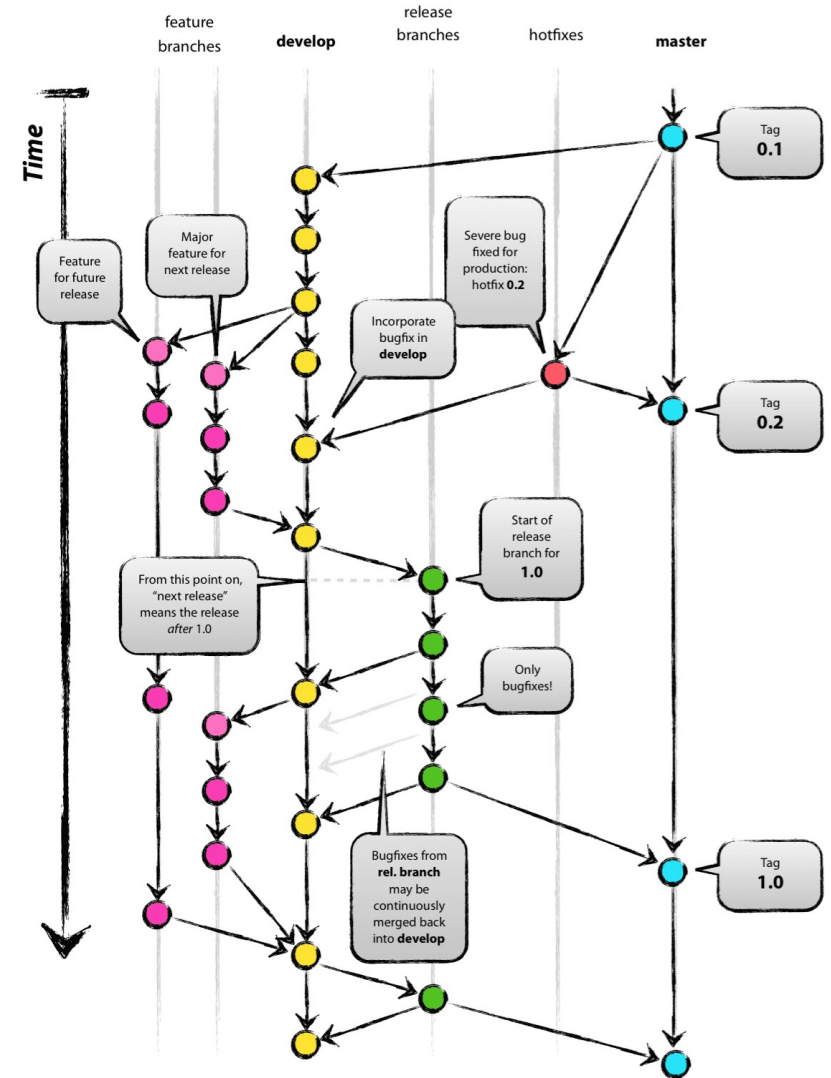 feature
branches
develop
release
branches
hotfixes
master
Time
Tag
0.1
Feature
for future
release
Major
feature for
next release
Severe bug
fixed for
production:
hotfix 0.2
Incorporate
bugfix in
develop
Tag
0.2
Start of
release
branch for
1.0
From this point on,
“next release”
means the release
after 1.0
Only
bugfixes!
Bugfixes from
rel. branch
may be
continuously
merged back
into develop
Tag
1.0